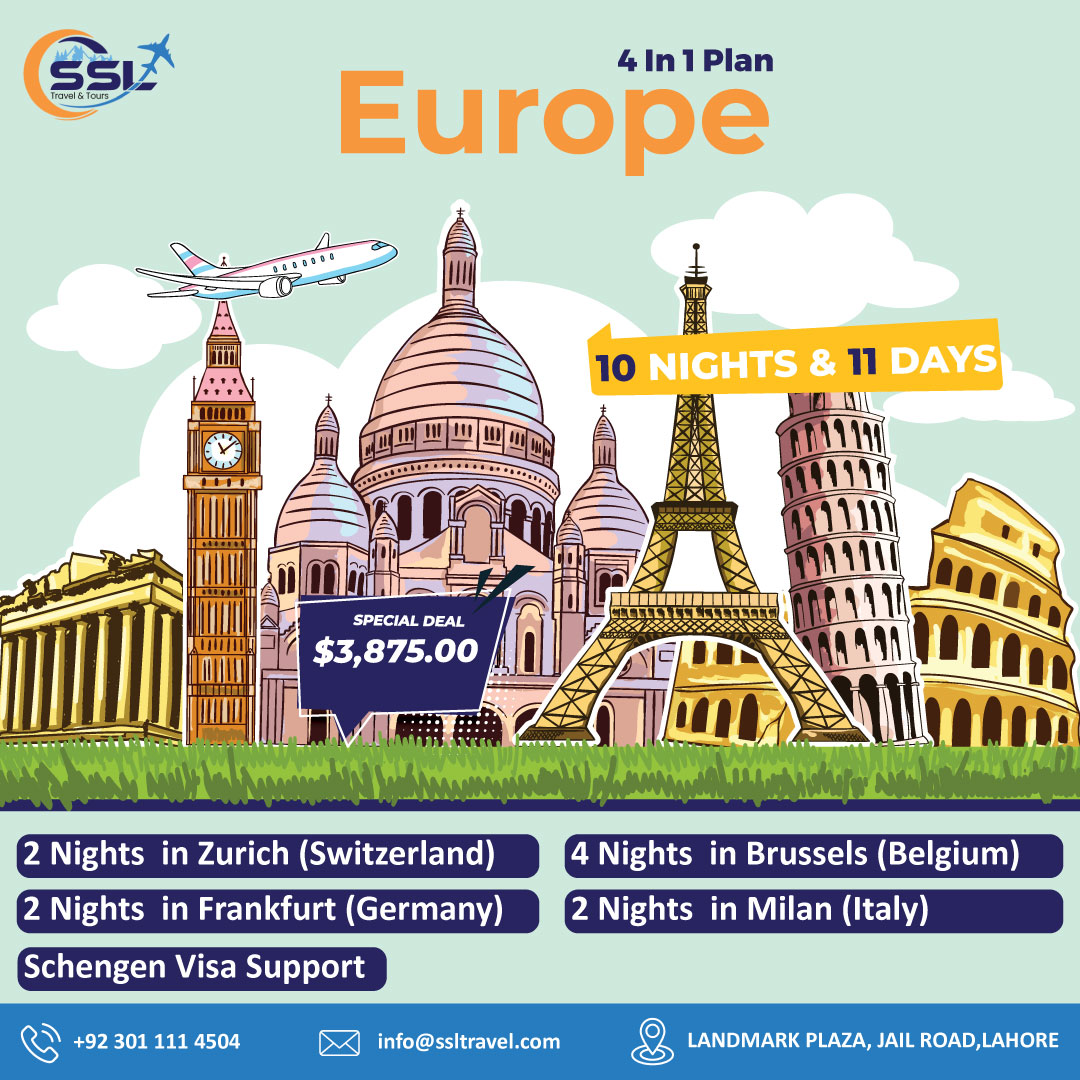 SSL
Travel & Tours
4 In 1 Plan
Europe
10 NIGHTS & 11 DAYS
SPECIAL DEAL
$3,875.00
2 Nights in Zurich (Switzerland)
4 Nights in Brussels (Belgium)
2 Nights in Frankfurt (Germany)
2 Nights in Milan (Italy)
Schengen Visa Support
+92 301 111 4504
info@ssltravel.com
LANDMARK PLAZA, JAIL ROAD,LAHORE